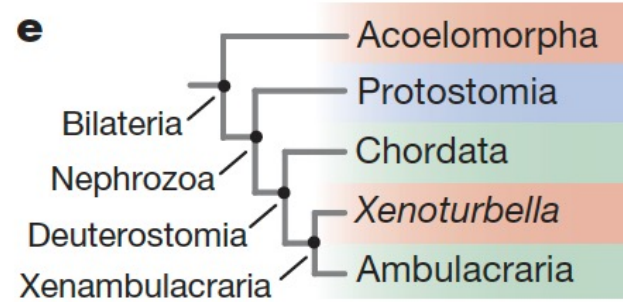 e
Acoelomorpha
Protostomia
Bilateria
Chordata
Nephrozoa
Xenoturbella
Deuterostomia
Ambulacraria
Xenambulacraria